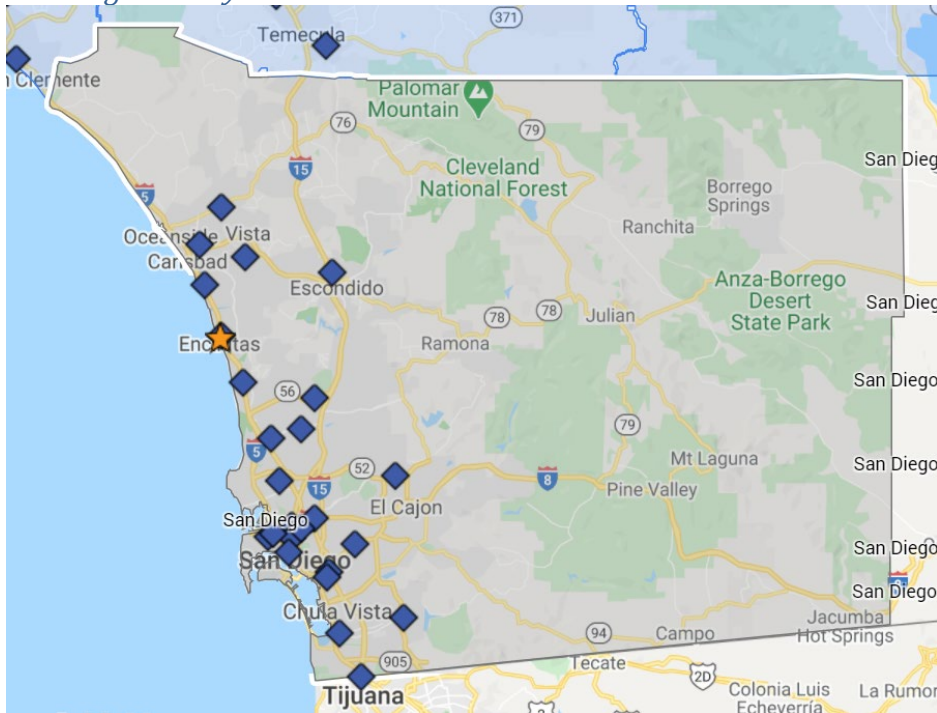 371
Temecula
Clemente
Palomar
Mountain
76
79
15
San Dieg
Cleveland
National Forest
5
Borrego
Springs
Ranchita
Oceanside
Vista
Carlsbad
Escondido
Anza-Borrego
Desert
State Park
San Dieg
78
78
Julian
Ramona
56
San Diego
79
5
Mt Laguna
San Diego
52
15
8
Pine Valley
El Cajon
San Diego
San Diego
San Diego
8
San Diego
Chula Vista
Jacumba
Hot Springs
94
Campo
905
Tecate
2D
Tijuana
Colonia Luis
Echeverría
La Rumor